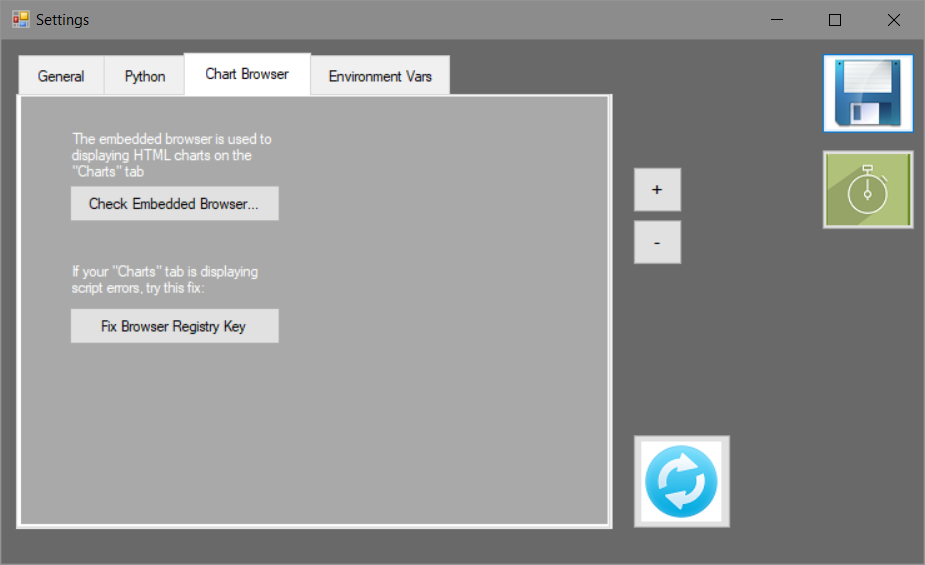 Settings
General Python Chart Browser Environment Vars
The embedded browser is used to
displaying HTML charts on the
"Charts" tab
Check Embedded Browser...
+
-
If your "Charts" tab is displaying
script errors, try this fix:
Fix Browser Registry Key